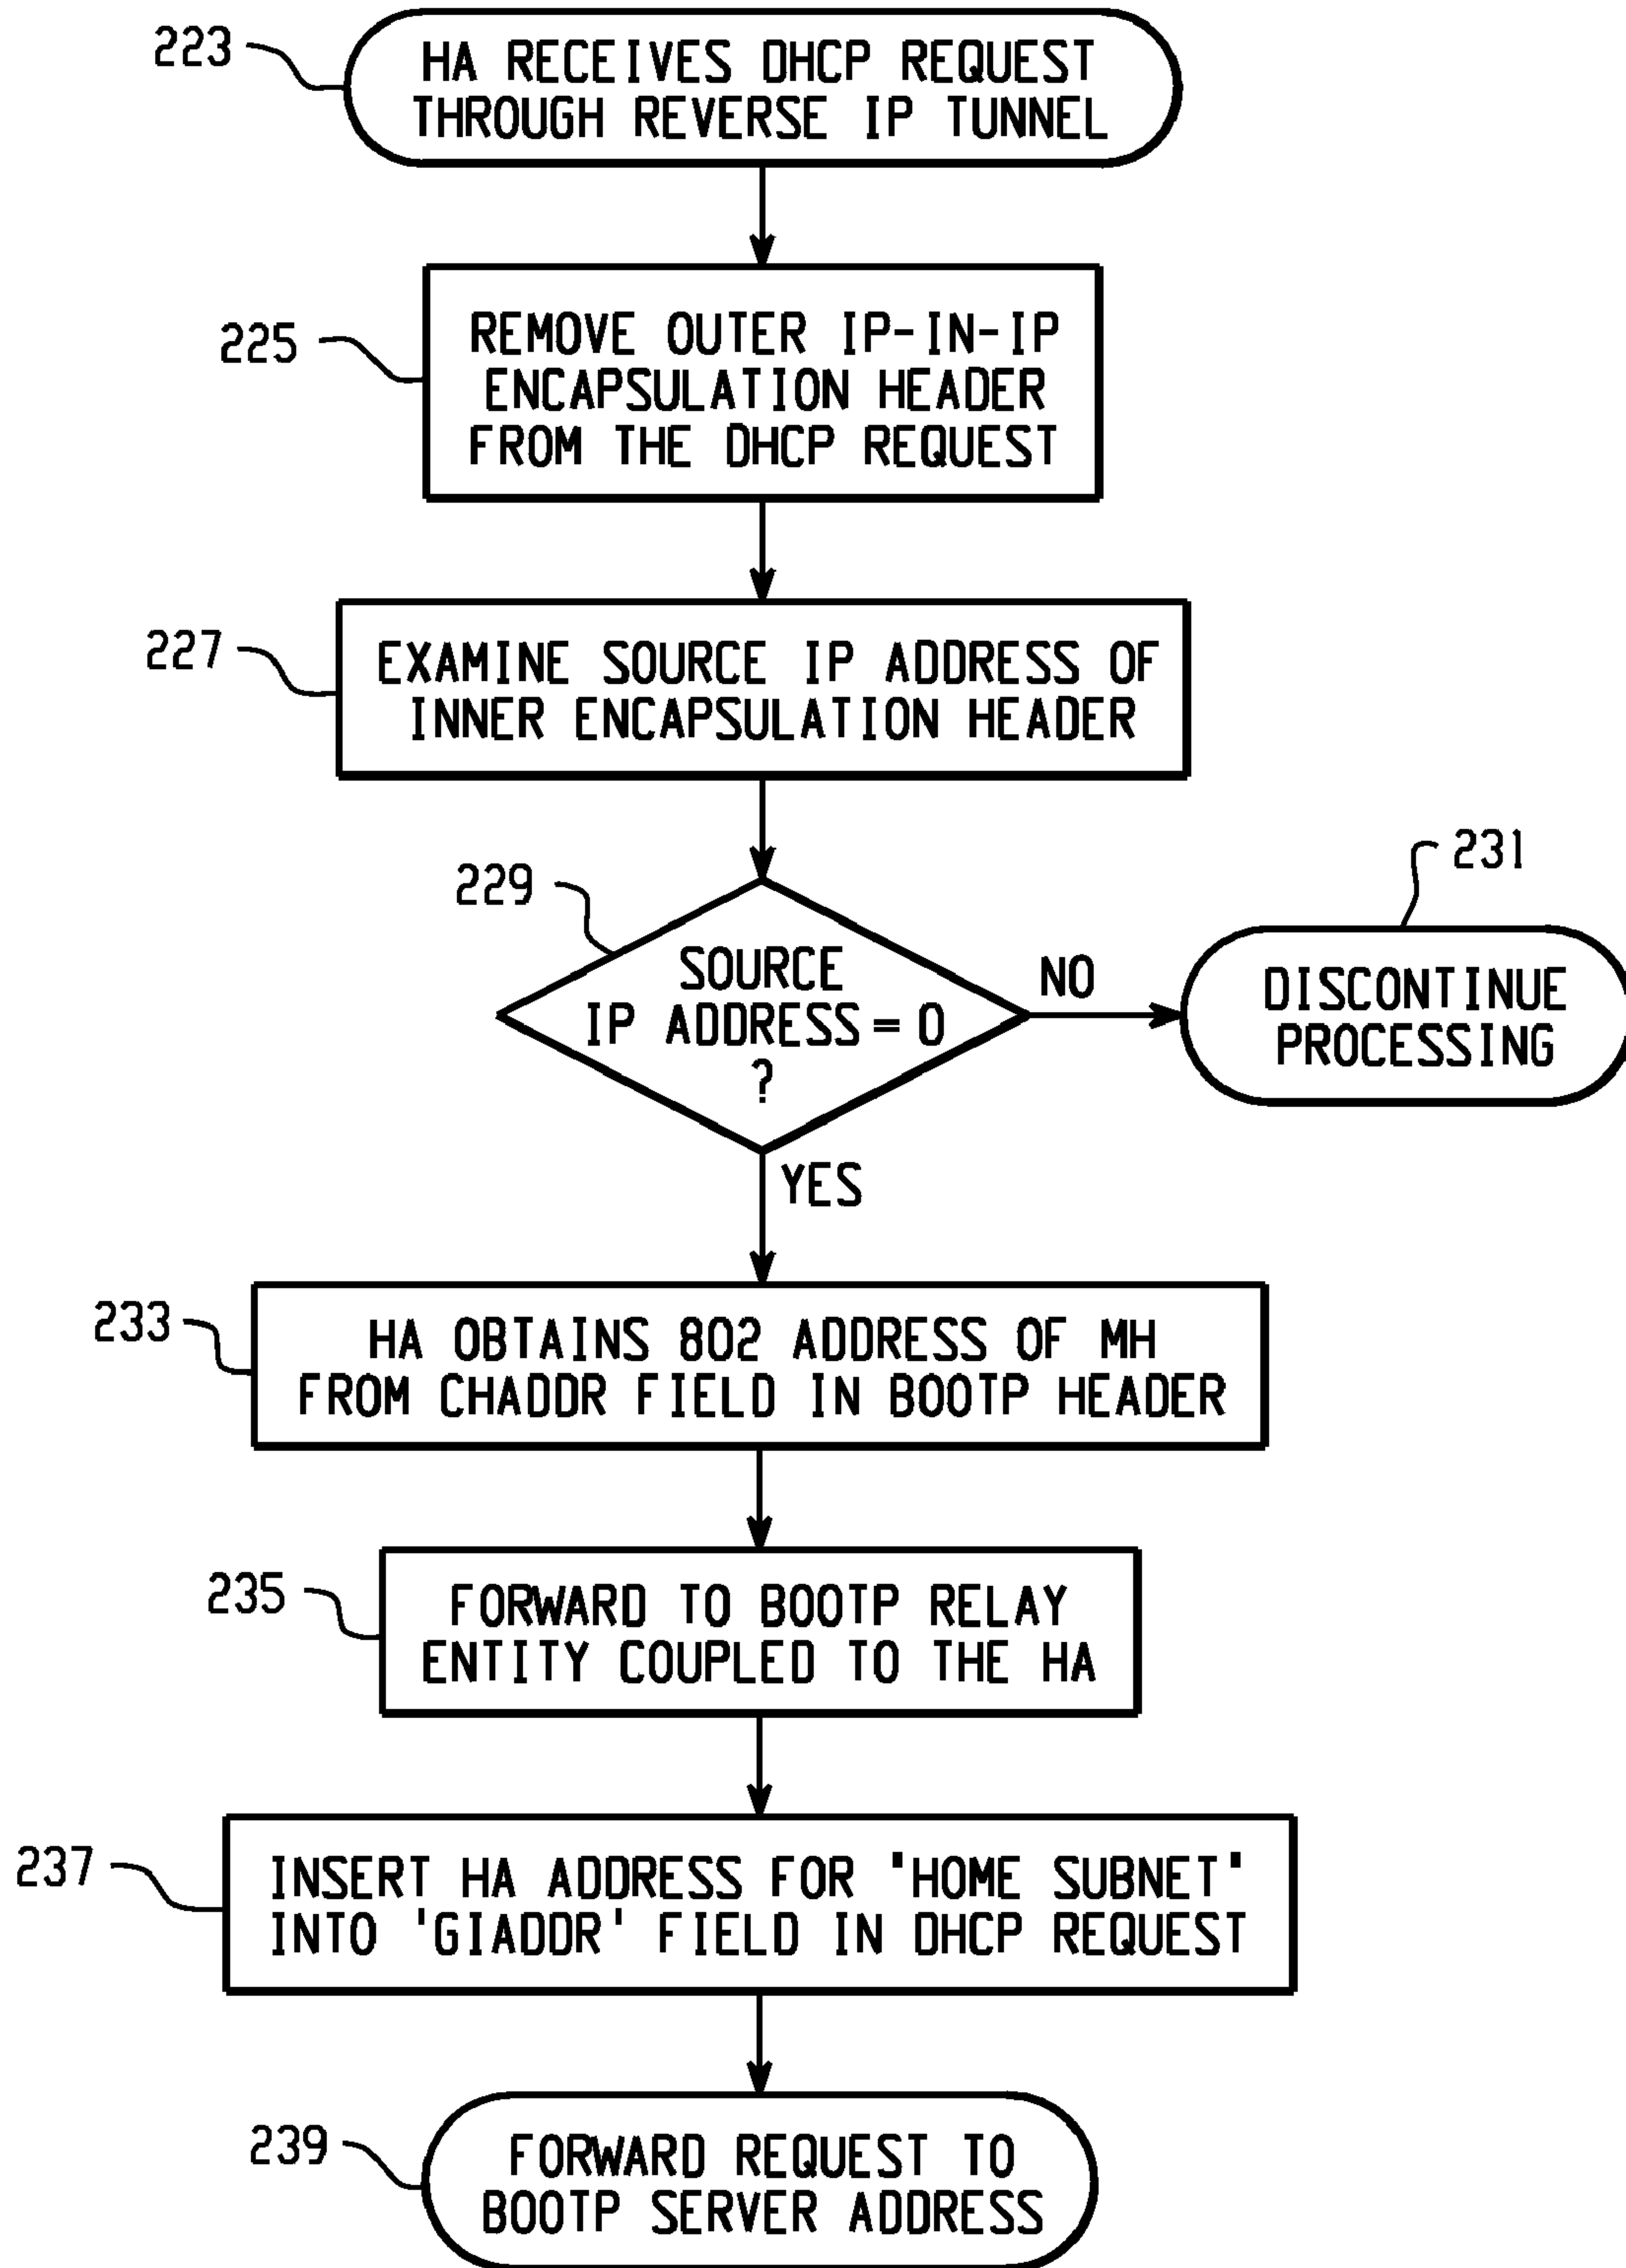 223
HA RECEIVES DHCP REQUEST
THROUGH REVERSE IP TUNNEL
225
REMOVE OUTER IP-IN-IP
ENCAPSULATION HEADER
FROM THE DHCP REQUEST
227
EXAMINE SOURCE IP ADDRESS OF
INNER ENCAPSULATION HEADER
229
SOURCE
IP ADDRESS = 0
?
NO
231
DISCONTINUE
PROCESSING
YES
233
HA OBTAINS 802 ADDRESS OF MH
FROM CHADDR FIELD IN BOOTP HEADER
235
FORWARD TO BOOTP RELAY
ENTITY COUPLED TO THE HA
237
INSERT HA ADDRESS FOR 'HOME SUBNET'
INTO 'GIADDR' FIELD IN DHCP REQUEST
239
FORWARD REQUEST TO
BOOTP SERVER ADDRESS